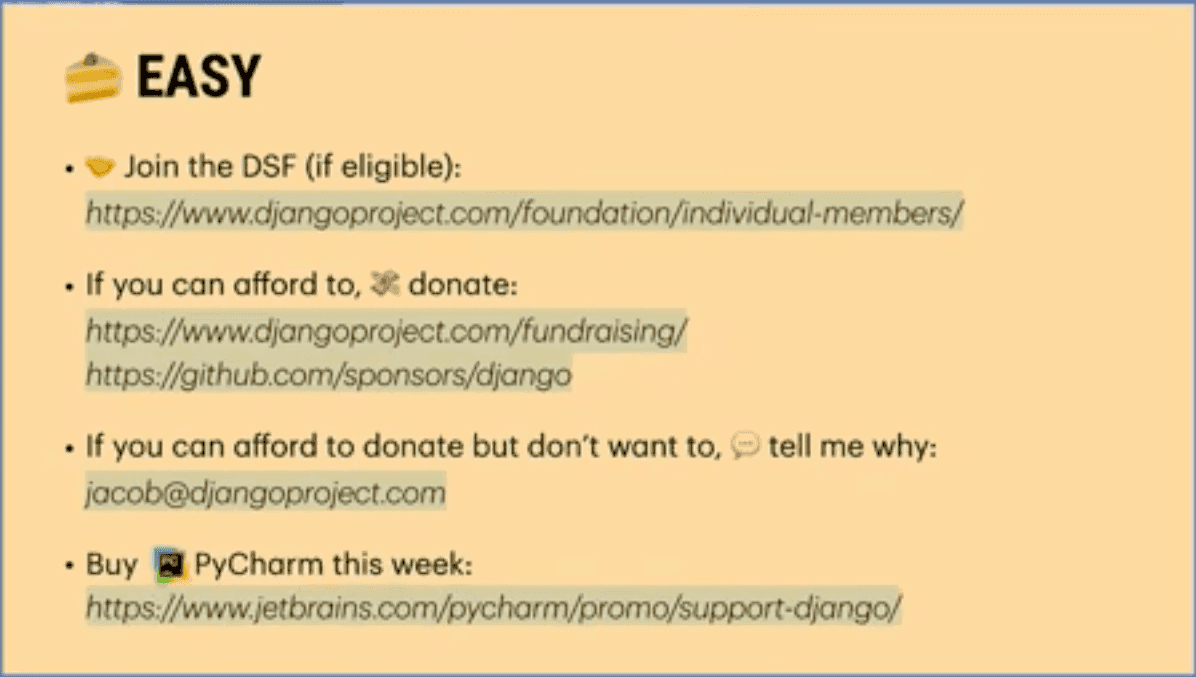 🍰 EASY
• 🤝 Join the DSF (if eligible):
https://www.djangoproject.com/foundation/individual-members/
• If you can afford to, 💸 donate:
https://www.djangoproject.com/fundraising/
https://github.com/sponsors/django
• If you can afford to donate but don’t want to, 💬 tell me why:
jacob@djangoproject.com
• Buy PyCharm this week:
https://www.jetbrains.com/pycharm/promo/support-django/